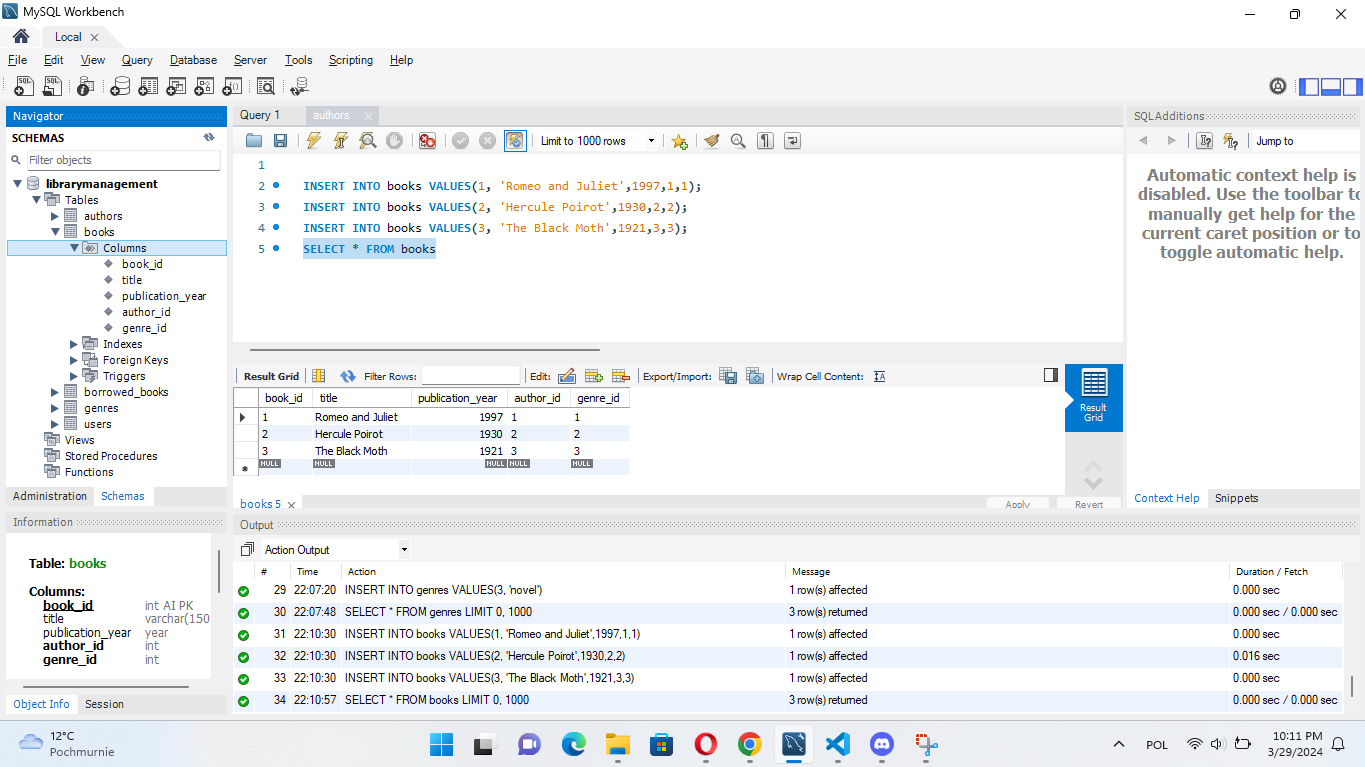 MySQL Workbench
Local
File Edit View Query Database Server Tools Scripting Help
Navigator
SCHEMAS
Filter objects
librarymanagement
Tables
authors
books
Columns
book_id
title
publication_year
author_id
genre_id
Indexes
Foreign Keys
Triggers
borrowed_books
genres
users
Views
Stored Procedures
Functions
Administration Schemas
Information
Table: books
Columns:
book_id int AI PK
title varchar(150
publication_year year
author_id int
genre_id int
Object Info Session
Query 1 authors
Limit to 1000 rows
1
2 INSERT INTO books VALUES(1, 'Romeo and Juliet',1997,1,1);
3 INSERT INTO books VALUES(2, 'Hercule Poirot',1930,2,2);
4 INSERT INTO books VALUES(3, 'The Black Moth',1921,3,3);
5 SELECT * FROM books
Result Grid Filter Rows: Edit: Export/Import: Wrap Cell Content:
book_id title publication_year author_id genre_id
1 Romeo and Juliet 1997 1 1
2 Hercule Poirot 1930 2 2
3 The Black Moth 1921 3 3
NULL NULL NULL NULL NULL
Result
Grid
books 5 Apply Revert
SQLAdditions
Jump to
Automatic context help is
disabled. Use the toolbar to
manually get help for the
current caret position or to
toggle automatic help.
Context Help Snippets
Output
Action Output
# Time Action Message Duration / Fetch
29 22:07:20 INSERT INTO genres VALUES(3, 'novel') 1 row(s) affected 0.000 sec
30 22:07:48 SELECT * FROM genres LIMIT 0, 1000 3 row(s) returned 0.000 sec / 0.000 sec
31 22:10:30 INSERT INTO books VALUES(1, 'Romeo and Juliet',1997,1,1) 1 row(s) affected 0.000 sec
32 22:10:30 INSERT INTO books VALUES(2, 'Hercule Poirot',1930,2,2) 1 row(s) affected 0.016 sec
33 22:10:30 INSERT INTO books VALUES(3, 'The Black Moth',1921,3,3) 1 row(s) affected 0.000 sec
34 22:10:57 SELECT * FROM books LIMIT 0, 1000 3 row(s) returned 0.000 sec / 0.000 sec
12°C
Pochmurnie
POL
10:11 PM
3/29/2024